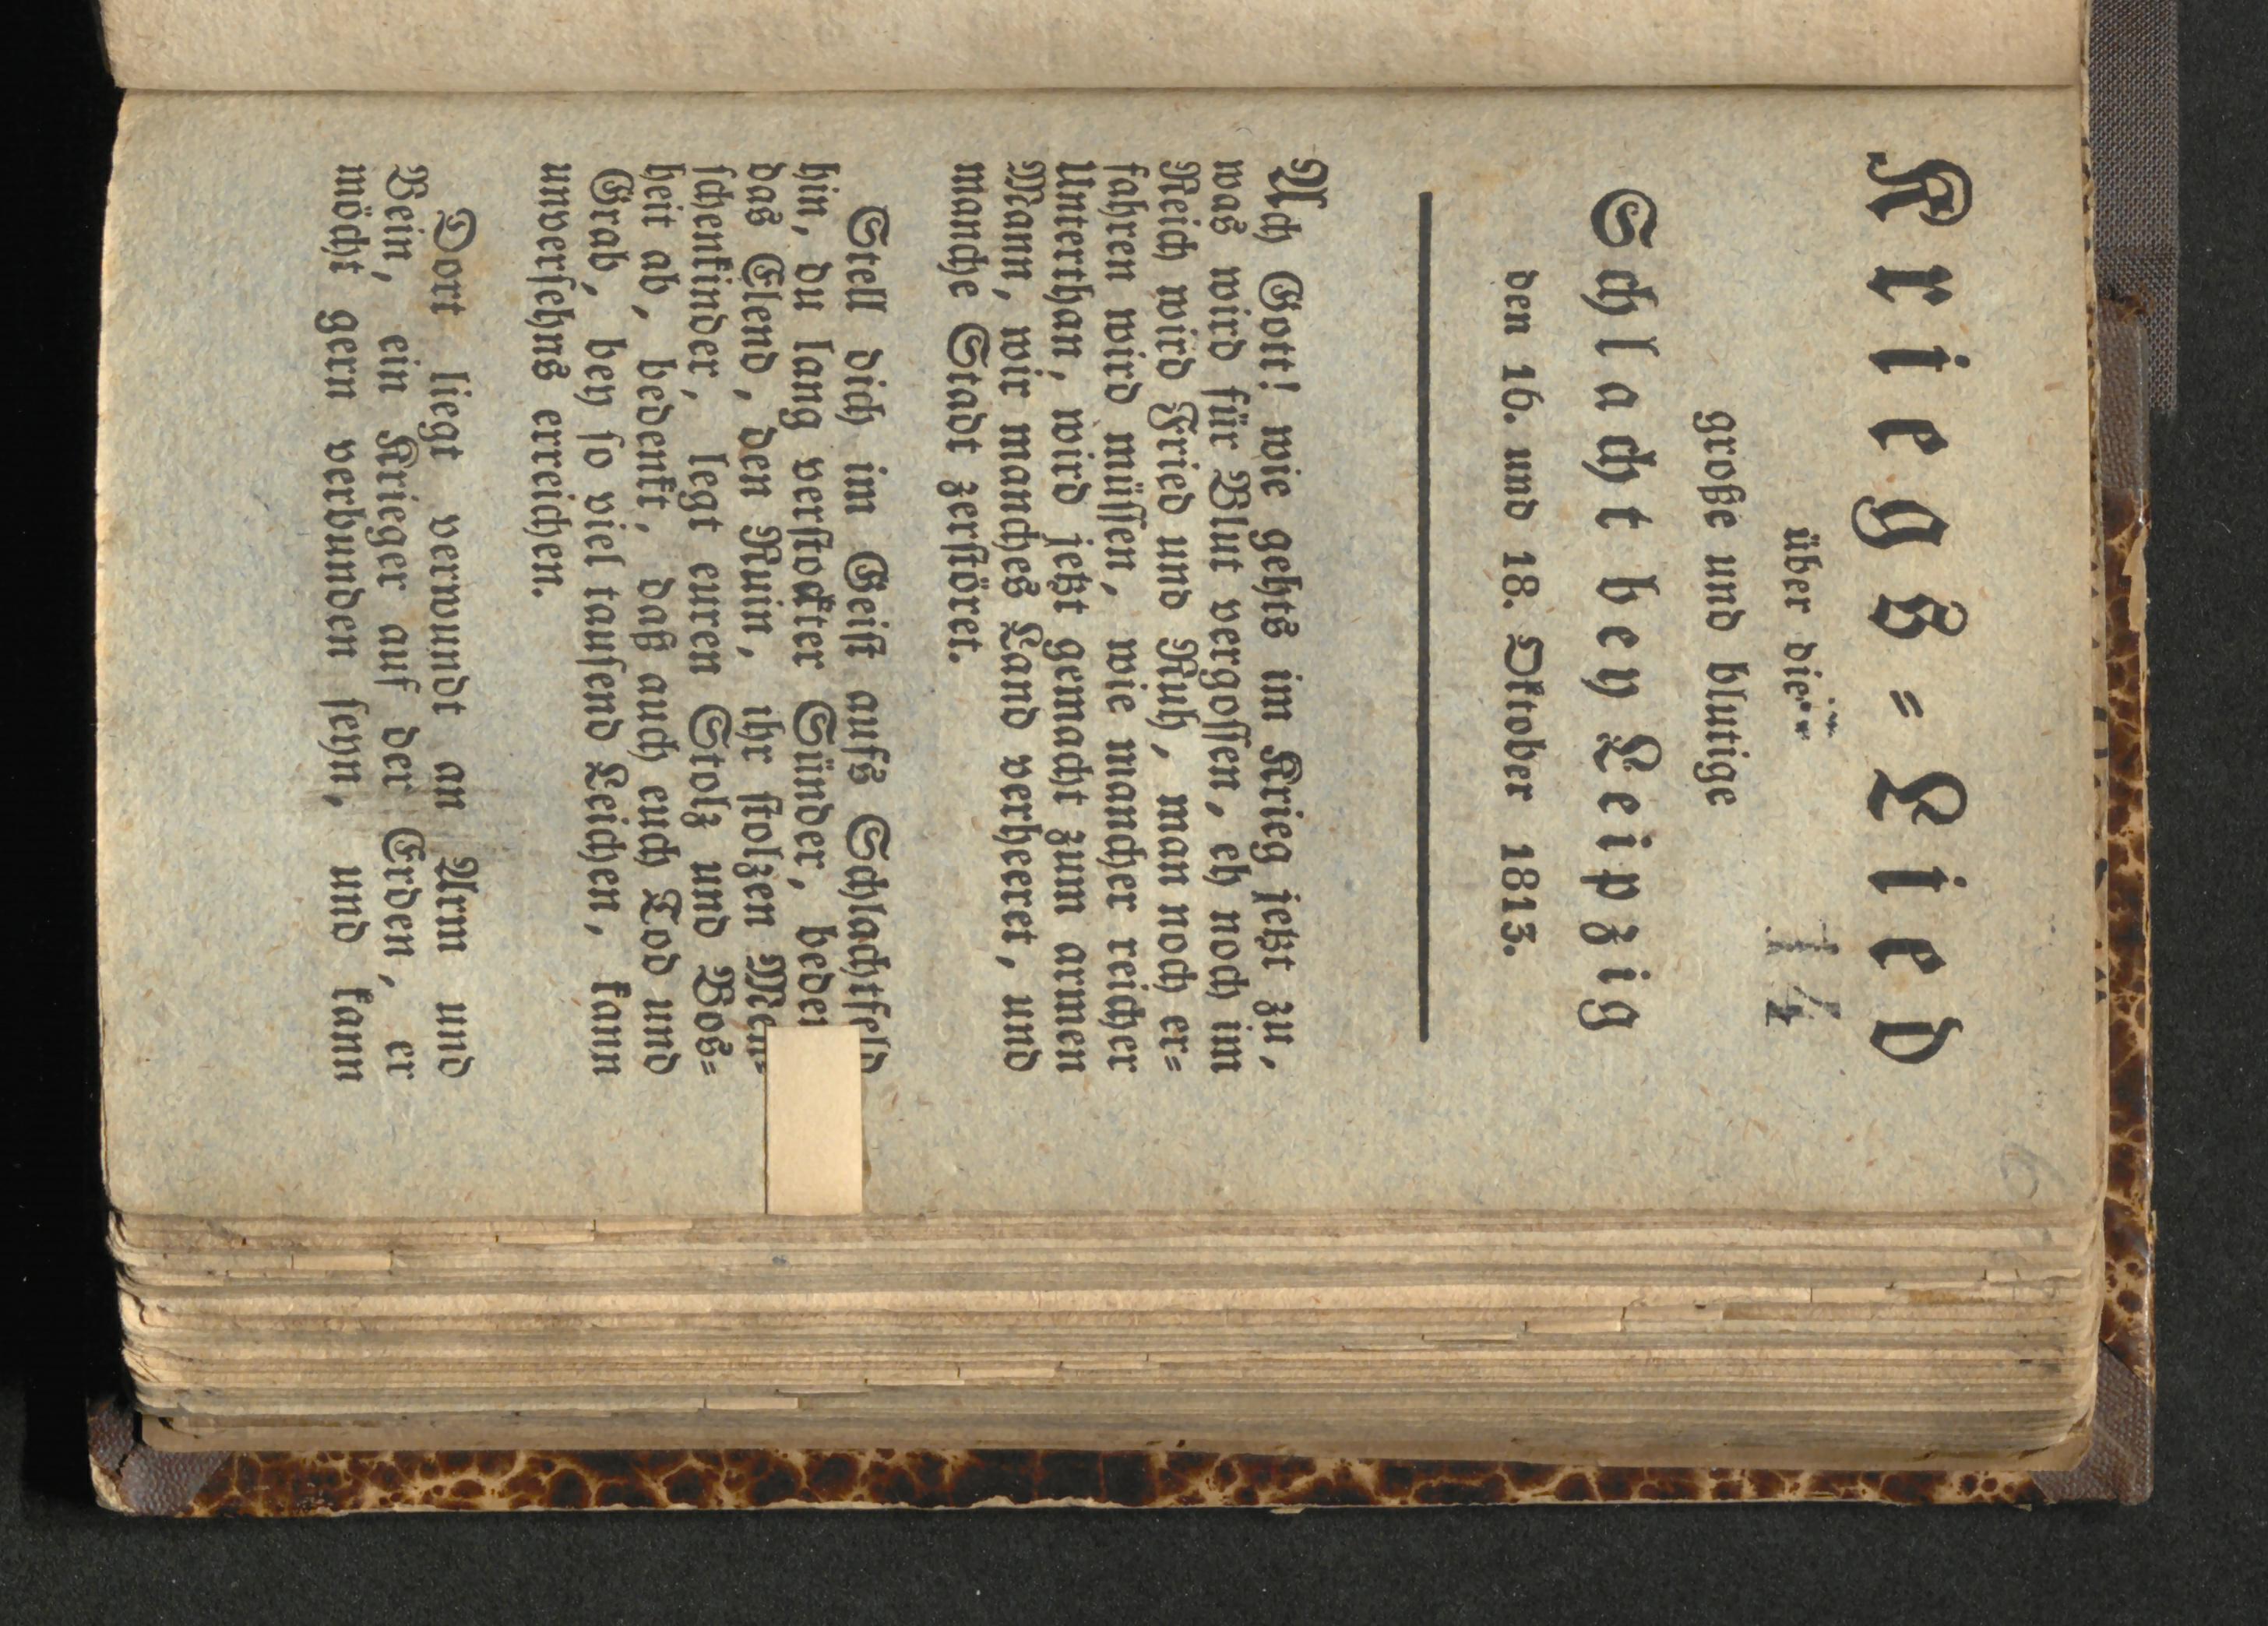 Kriegs=Lied
über die
14
große und blutige
Schlacht bey Leipzig
den 16. und 18. Oktober 1813.
Ach Gott! wie gehts im Krieg jetzt zu,
was wird für Blut vergossen, eh noch im
Reich wird Fried und Ruh, man noch er=
fahren wird müssen, wie mancher reicher
Unterthan, wird jetzt gemacht zum armen
Mann, wir manches Land verheeret, und
manche Stadt zerstöret.
Stell dich im Geist aufs Schlachtfeld
hin, du lang verstockter Sünder,
das Elend, den Ruin, ihr stolzen Men=
schenkinder, legt euren Stolz und Bos=
heit ab, bedenkt, daß auch euch Tod und
Grab, bey so viel tausend Leichen, kann
unversehns erreichen.
Dort liegt verwundt an Arm und
Bein, ein Krieger auf der Erden, er
möcht gern verbunden seyn, und kann